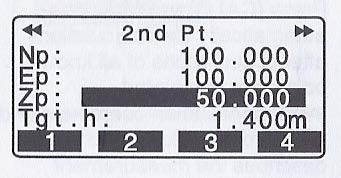 2nd Pt.
Np: 100.000
Ep: 100.000
Zp: 50.000
Tgt.h: 1.400m
1 2 3 4